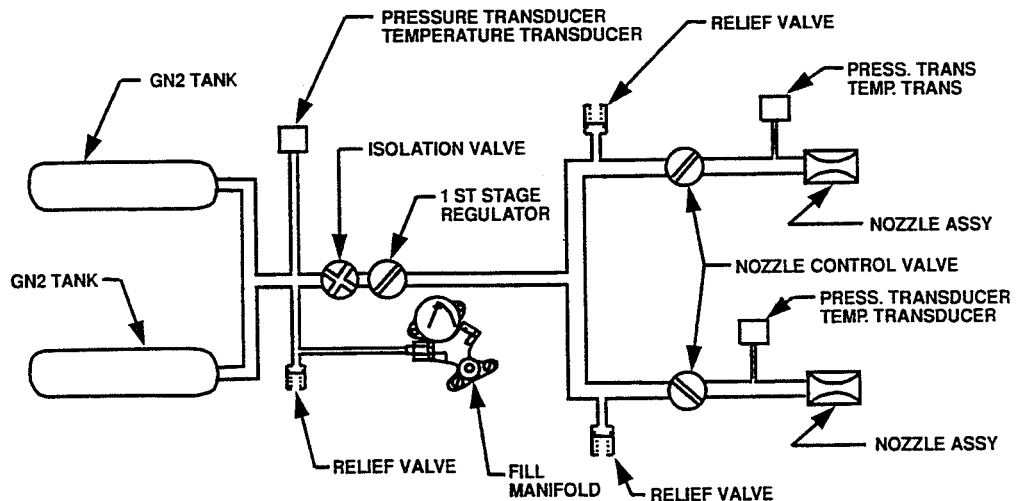 PRESSURE TRANSDUCER
TEMPERATURE TRANSDUCER
RELIEF VALVE
GN2 TANK
PRESS. TRANS
TEMP. TRANS
ISOLATION VALVE
1 ST STAGE
REGULATOR
NOZZLE ASSY
NOZZLE CONTROL VALVE
GN2 TANK
PRESS. TRANSDUCER
TEMP. TRANSDUCER
NOZZLE ASSY
RELIEF VALVE
FILL
MANIFOLD
RELIEF VALVE